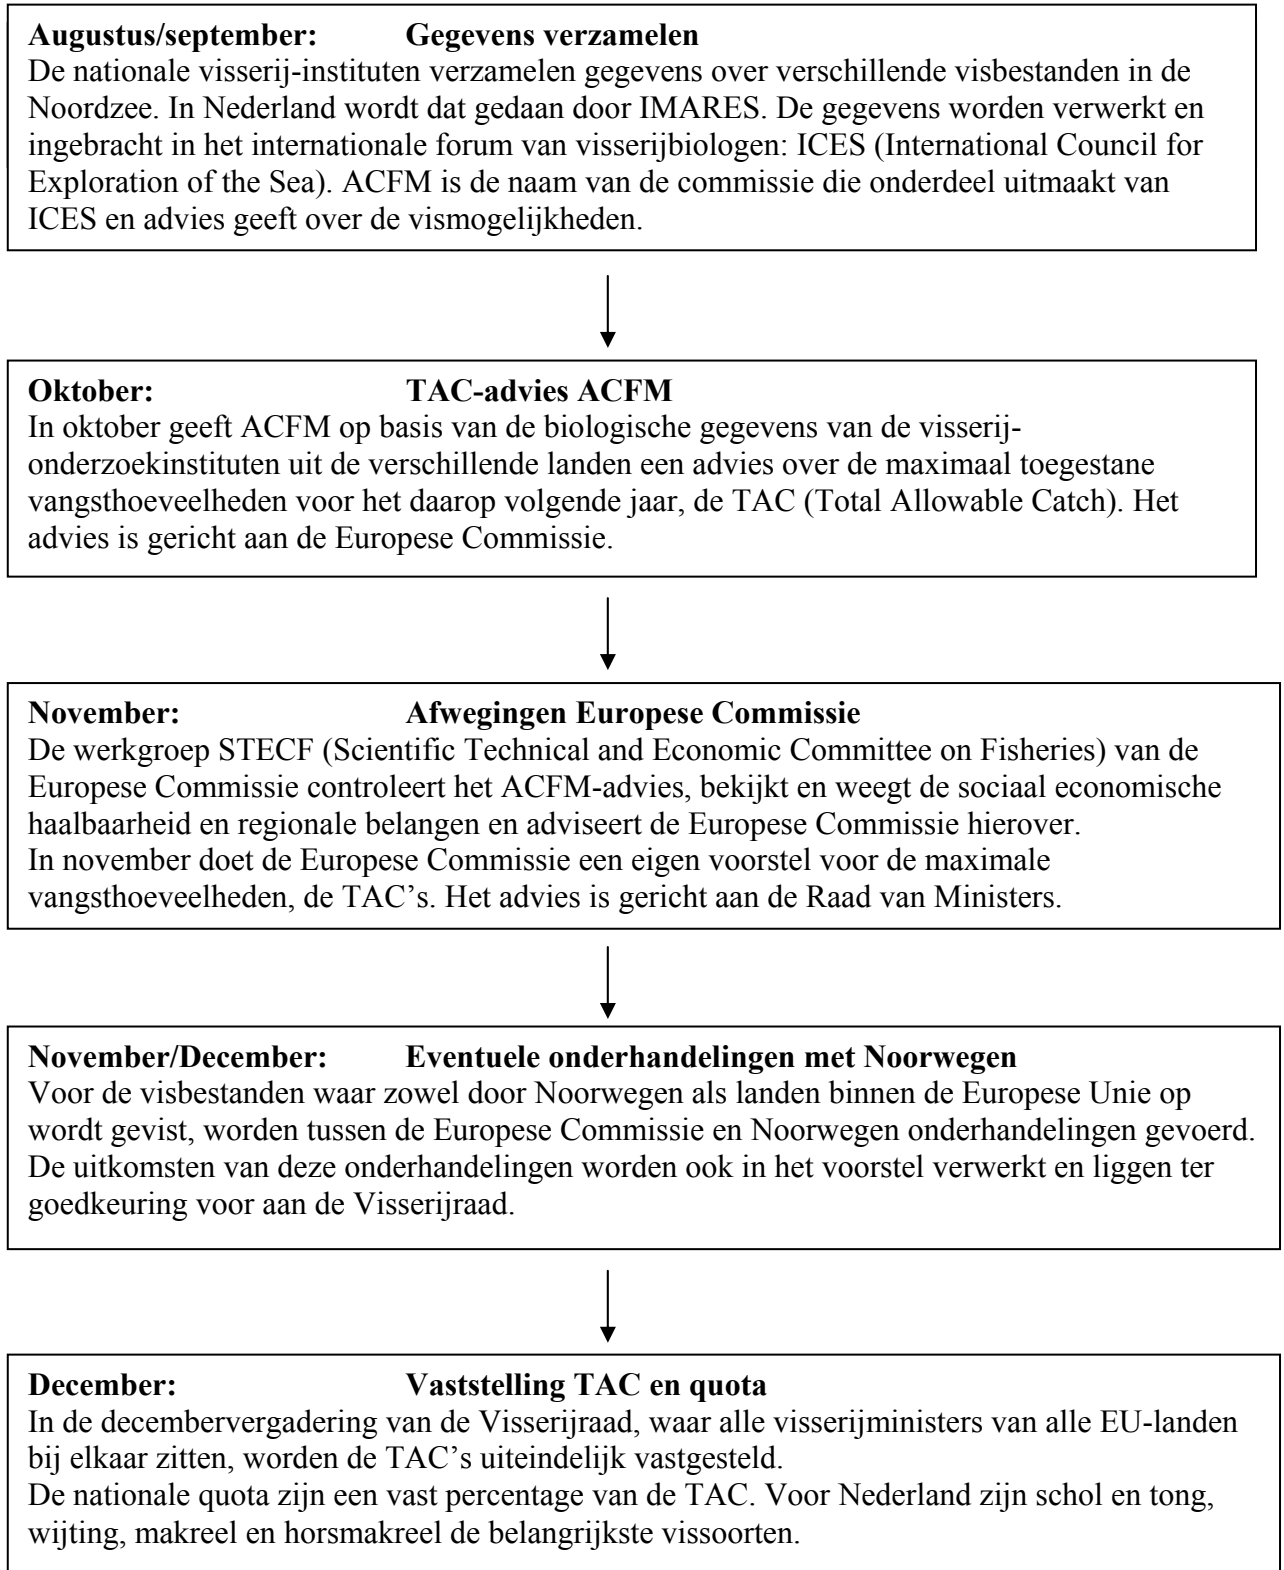 Augustus/september: Gegevens verzamelen
De nationale visserij-instituten verzamelen gegevens over verschillende visbestanden in de
Noordzee. In Nederland wordt dat gedaan door IMARES. De gegevens worden verwerkt en
ingebracht in het internationale forum van visserijbiologen: ICES (International Council for
Exploration of the Sea). ACFM is de naam van de commissie die onderdeel uitmaakt van
ICES en advies geeft over de vismogelijkheden.
Oktober: TAC-advies ACFM
In oktober geeft ACFM op basis van de biologische gegevens van de visserij-
onderzoekinstituten uit de verschillende landen een advies over de maximaal toegestane
vangsthoeveelheden voor het daarop volgende jaar, de TAC (Total Allowable Catch). Het
advies is gericht aan de Europese Commissie.
November: Afwegingen Europese Commissie
De werkgroep STECF (Scientific Technical and Economic Committee on Fisheries) van de
Europese Commissie controleert het ACFM-advies, bekijkt en weegt de sociaal economische
haalbaarheid en regionale belangen en adviseert de Europese Commissie hierover.
In november doet de Europese Commissie een eigen voorstel voor de maximale
vangsthoeveelheden, de TAC’s. Het advies is gericht aan de Raad van Ministers.
November/December: Eventuele onderhandelingen met Noorwegen
Voor de visbestanden waar zowel door Noorwegen als landen binnen de Europese Unie op
wordt gevist, worden tussen de Europese Commissie en Noorwegen onderhandelingen gevoerd.
De uitkomsten van deze onderhandelingen worden ook in het voorstel verwerkt en liggen ter
goedkeuring voor aan de Visserijraad.
December: Vaststelling TAC en quota
In de decembervergadering van de Visserijraad, waar alle visserijministers van alle EU-landen
bij elkaar zitten, worden de TAC’s uiteindelijk vastgesteld.
De nationale quota zijn een vast percentage van de TAC. Voor Nederland zijn schol en tong,
wijting, makreel en horsmakreel de belangrijkste vissoorten.